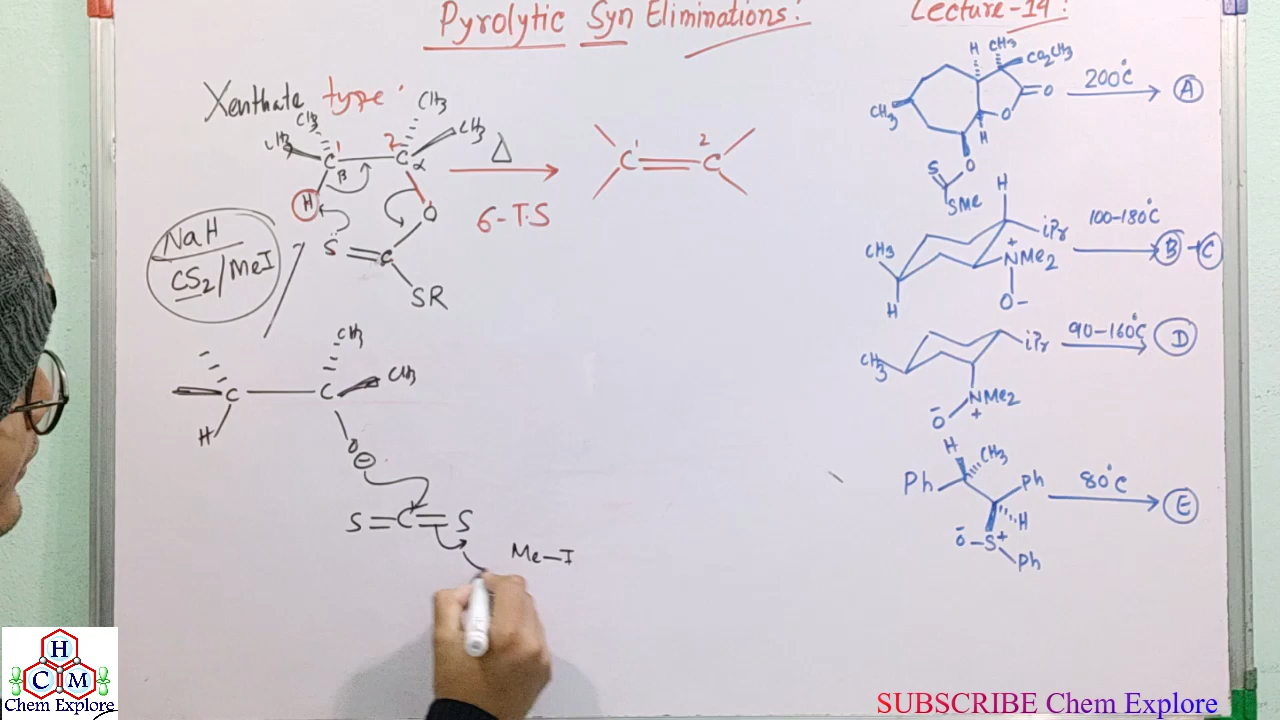 Pyrolytic Syn Eliminations:
Lecture-14:
Xenthate type:
CH3
CH3
CH3
CH3
1
2
C
C α
β
H
O
S
C
SR
Δ
6-T.S
1
2
C
C
NaH
CS2/MeI
CH3
CH3
C
C
H
O
⊖
S=C=S
Me-I
H
CH3
CO2CH3
O
O
CH3
H
O
S
SMe
200°C
A
H
iPr
CH3
N
+
Me2
O-
H
100-180°C
B
C
iPr
CH3
NMe2
+
O
-
90-160°C
D
H
CH3
Ph
Ph
H
-
O-S+
Ph
80°C
E
H
C
M
Chem Explore
SUBSCRIBE Chem Explore